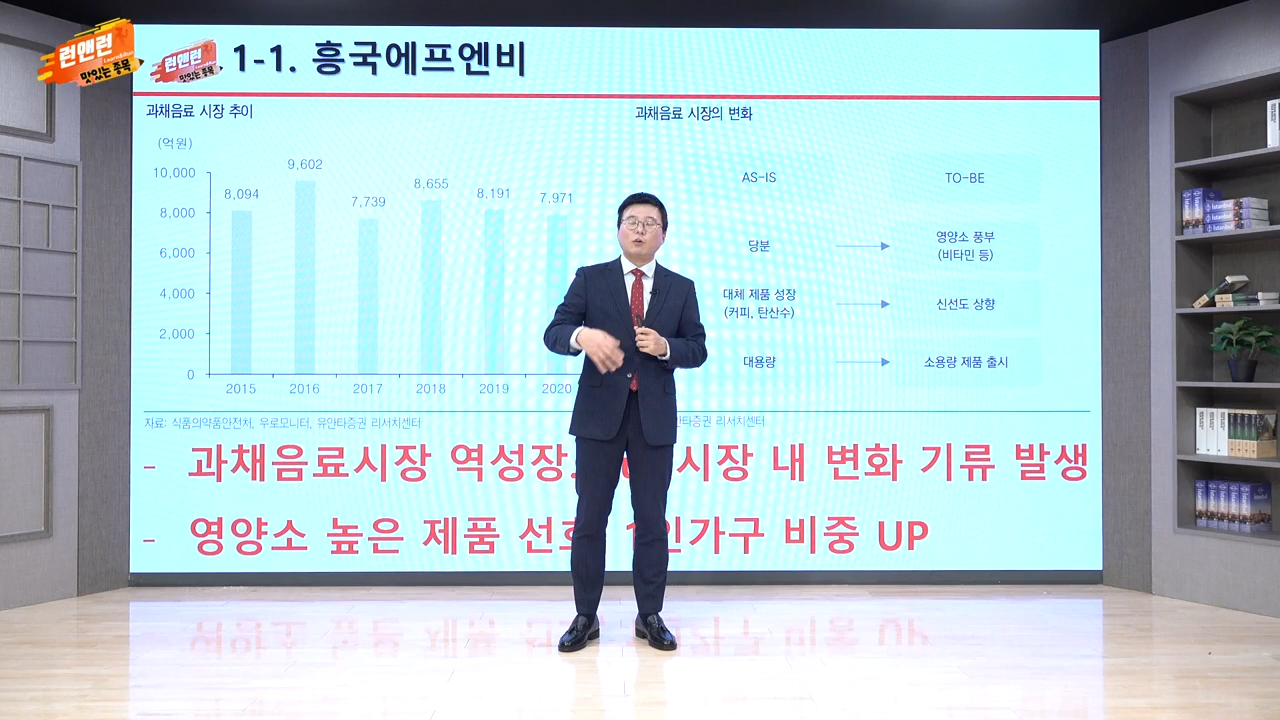 런앤런
Learn&Run
맛있는 종목
런앤런
맛있는 종목
1-1. 흥국에프엔비
과채음료 시장 추이
(억원)
10,000
8,000
6,000
4,000
2,000
0
8,094
9,602
7,739
8,655
8,191
7,971
2015
2016
2017
2018
2019
2020
자료: 식품의약품안전처, 우로모니터, 유안타증권 리서치센터
과채음료 시장의 변화
AS-IS
TO-BE
당분
영양소 풍부
(비타민 등)
대체 제품 성장
(커피, 탄산수)
신선도 상향
대용량
소용량 제품 출시
리서치센터
- 과채음료시장 역성장 시장 내 변화 기류 발생
- 영양소 높은 제품 비중 UP
Istanbul
Istanbul
Istanbul